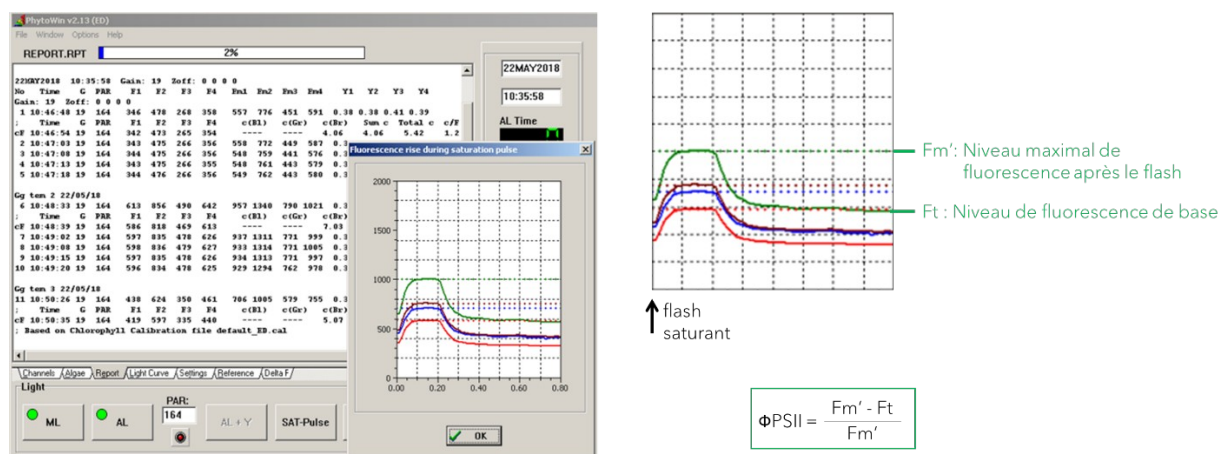 PhytoWin v2.13 (ED)
File Window Options Help
REPORT.RPT 2%
22MAY2018 10:35:58 Gain: 19 Zoff: 0 0 0 0
No Time G PAR F1 F2 F3 F4 Fm1 Fm2 Fm3 Fm4 Y1 Y2 Y3 Y4
Gain: 19 Zoff: 0 0 0 0
1 10:46:48 19 164 346 478 268 358 557 776 451 591 0.38 0.38 0.41 0.39
; Time G PAR F1 F2 F3 F4 c(Bl) c(Gr) c(Br) Sum c Total c c/F
cF 10:46:54 19 164 342 473 265 354 ---- ---- 4.06 4.06 5.42 1.2
2 10:47:03 19 164 343 475 266 356 558 772 449 587 0.3
3 10:47:08 19 164 344 475 266 356 548 759 441 576 0.3
4 10:47:13 19 164 343 475 266 355 548 761 443 579 0.3
5 10:47:18 19 164 344 476 266 356 549 762 443 580 0.3
Gg tem 2 22/05/18
6 10:48:33 19 164 613 856 490 642 957 1340 790 1021 0.3
; Time G PAR F1 F2 F3 F4 c(Bl) c(Gr) c(Br)
cF 10:48:39 19 164 586 818 469 613 ---- ---- 7.03
7 10:49:02 19 164 597 835 478 626 937 1311 771 999 0.3
8 10:49:08 19 164 598 836 479 627 933 1314 771 1005 0.3
9 10:49:15 19 164 597 835 478 626 934 1313 771 997 0.3
10 10:49:20 19 164 596 834 478 625 929 1294 762 978 0.3
Gg tem 3 22/05/18
11 10:50:26 19 164 438 624 350 461 706 1005 579 755 0.3
; Time G PAR F1 F2 F3 F4 c(Bl) c(Gr) c(Br)
cF 10:50:35 19 164 419 597 335 440 ---- ---- 5.07
; Based on Chlorophyll Calibration file default_ED.cal
Channels Algae Report Light Curve Settings Reference Delta F
Light
ML
AL
PAR:
164
AL + Y
SAT-Pulse
22MAY2018
10:35:58
AL Time
Fluorescence rise during saturation pulse
2000
1500
1000
500
0
0.00 0.20 0.40 0.60 0.80
OK
Fm': Niveau maximal de
fluorescence après le flash
Ft : Niveau de fluorescence de base
flash
saturant
ΦPSII = Fm' - Ft
Fm'